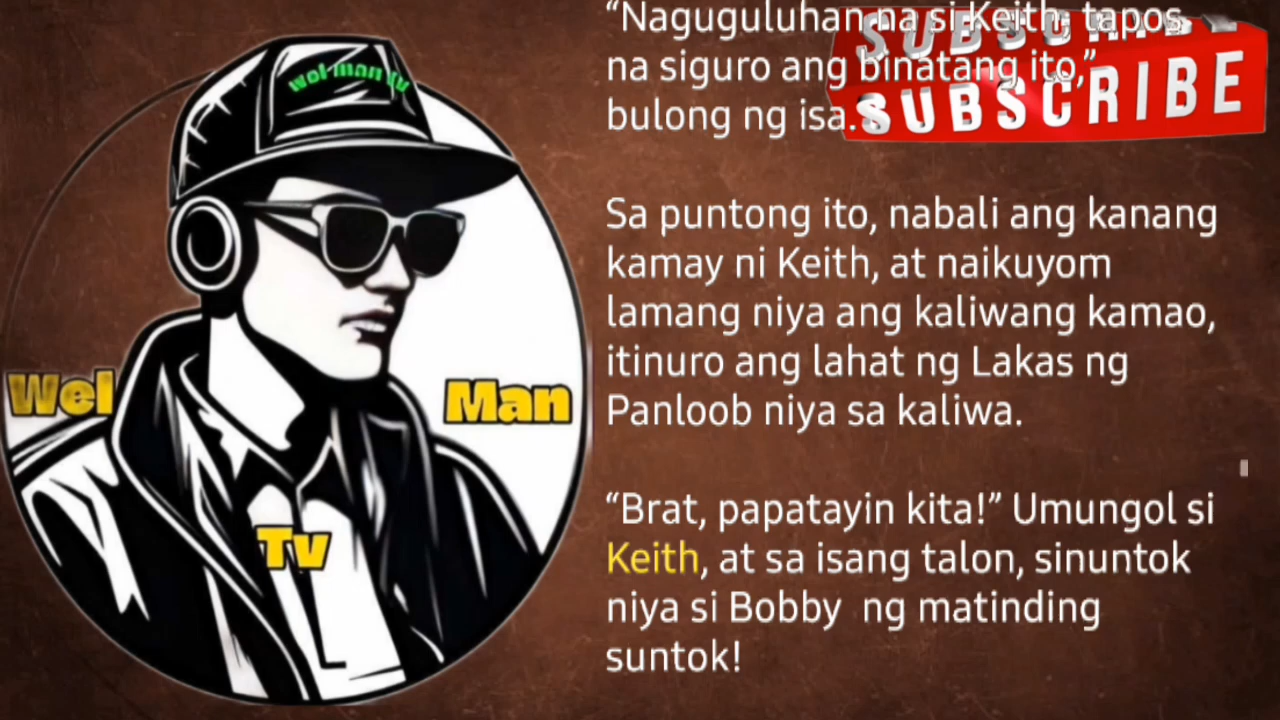 wel man tv
Wel
Man
Tv
“Naguguluhan na si Keith, tapos
na siguro ang binatang ito,”
bulong ng isa.
SUBSCRIBE
SUBSCRIBE
Sa puntong ito, nabali ang kanang
kamay ni Keith, at naikuyom
lamang niya ang kaliwang kamao,
itinuro ang lahat ng Lakas ng
Panloob niya sa kaliwa.
“Brat, papatayin kita!” Umungol si
Keith, at sa isang talon, sinuntok
niya si Bobby ng matinding
suntok!